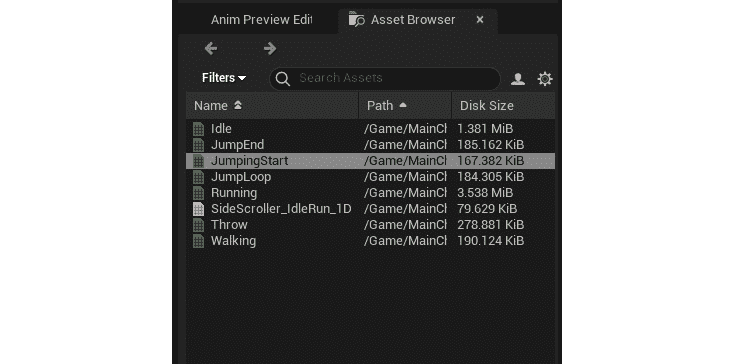 Anim Preview Edit Asset Browser ×
Filters Search Assets
Name Path Disk Size
Idle /Game/MainCl 1.381 MiB
JumpEnd /Game/MainCl 185.162 KiB
JumpingStart /Game/MainCl 167.382 KiB
JumpLoop /Game/MainCl 184.305 KiB
Running /Game/MainCl 3.538 MiB
SideScroller_IdleRun_1D /Game/MainCl 79.629 KiB
Throw /Game/MainCl 278.881 KiB
Walking /Game/MainCl 190.124 KiB